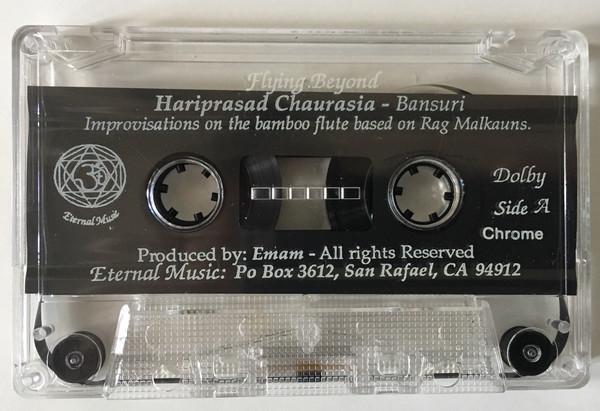 Flying Beyond
Hariprasad Chaurasia - Bansuri
Improvisations on the bamboo flute based on Rag Malkauns.
ॐ
Eternal Music
Dolby
Side A
Chrome
Produced by: Emam - All rights Reserved
Eternal Music: Po Box 3612, San Rafael, CA 94912